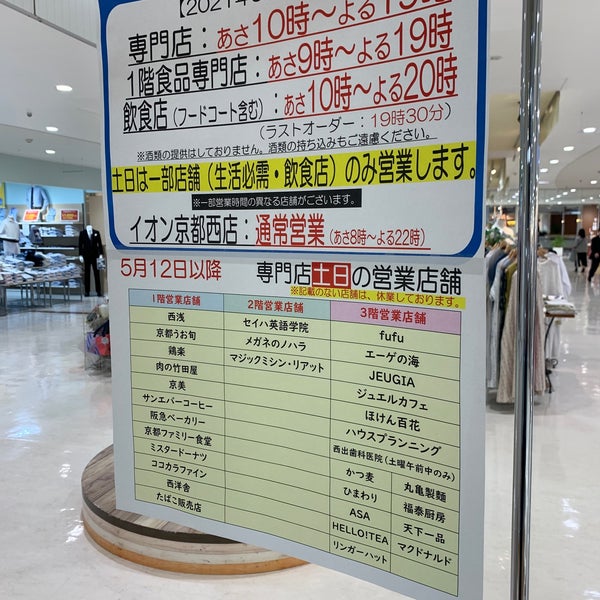 【2021年
専門店：あさ10時～よる19時
1階食品専門店：あさ9時～よる19時
飲食店（フードコート含む）：あさ10時～よる20時
（ラストオーダー：19時30分）
※酒類の提供はしておりません。酒類の持ち込みもご遠慮ください。
土日は一部店舗（生活必需・飲食店）のみ営業します。
※一部営業時間の異なる店舗がございます。
イオン京都西店：通常営業（あさ8時～よる22時）
5月12日以降 専門店土日の営業店舗
※記載のない店舗は、休業しております。
1階営業店舗
西浅
京都うお旬
鶏楽
肉の竹田屋
京美
サンエバーコーヒー
阪急ベーカリー
京都ファミリー食堂
ミスタードーナツ
ココカラファイン
西洋舎
たばこ販売店
2階営業店舗
セイハ英語学院
メガネのノハラ
マジックミシン・リアット
3階営業店舗
fufu
エーゲの海
JEUGIA
ジュエルカフェ
ほけん百花
ハウスプランニング
西出歯科医院（土曜午前中のみ）
かつ麦 丸亀製麺
ひまわり 福泰厨房
ASA 天下一品
HELLO!TEA マクドナルド
リンガーハット